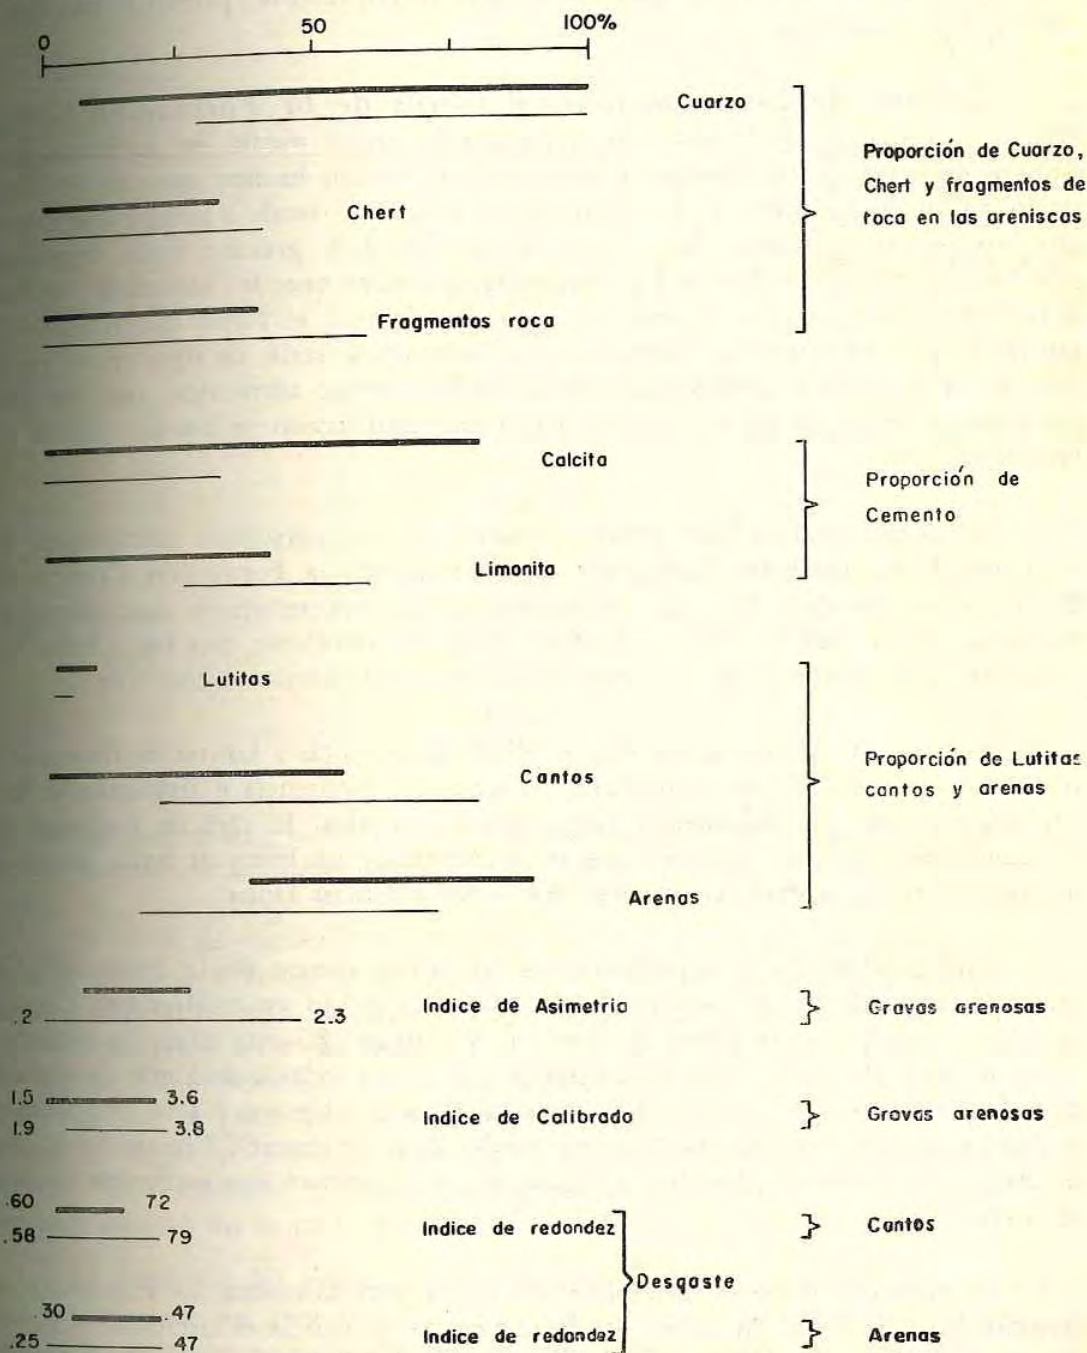 0 50 100%
Cuarzo
Chert
Fragmentos roca
Proporción de Cuarzo,
Chert y fragmentos de
roca en las areniscas
Calcita
Limonita
Proporción de
Cemento
Lutitas
Cantos
Arenas
Proporción de Lutitas
cantos y arenas
.2 2.3 Indice de Asimetria Gravas arenosas
1.5 3.6
1.9 3.8 Indice de Calibrado Gravas arenosas
.60 72
.58 79 Indice de redondez Cantos
Desgaste
.30 .47
.25 47 Indice de redondez Arenas